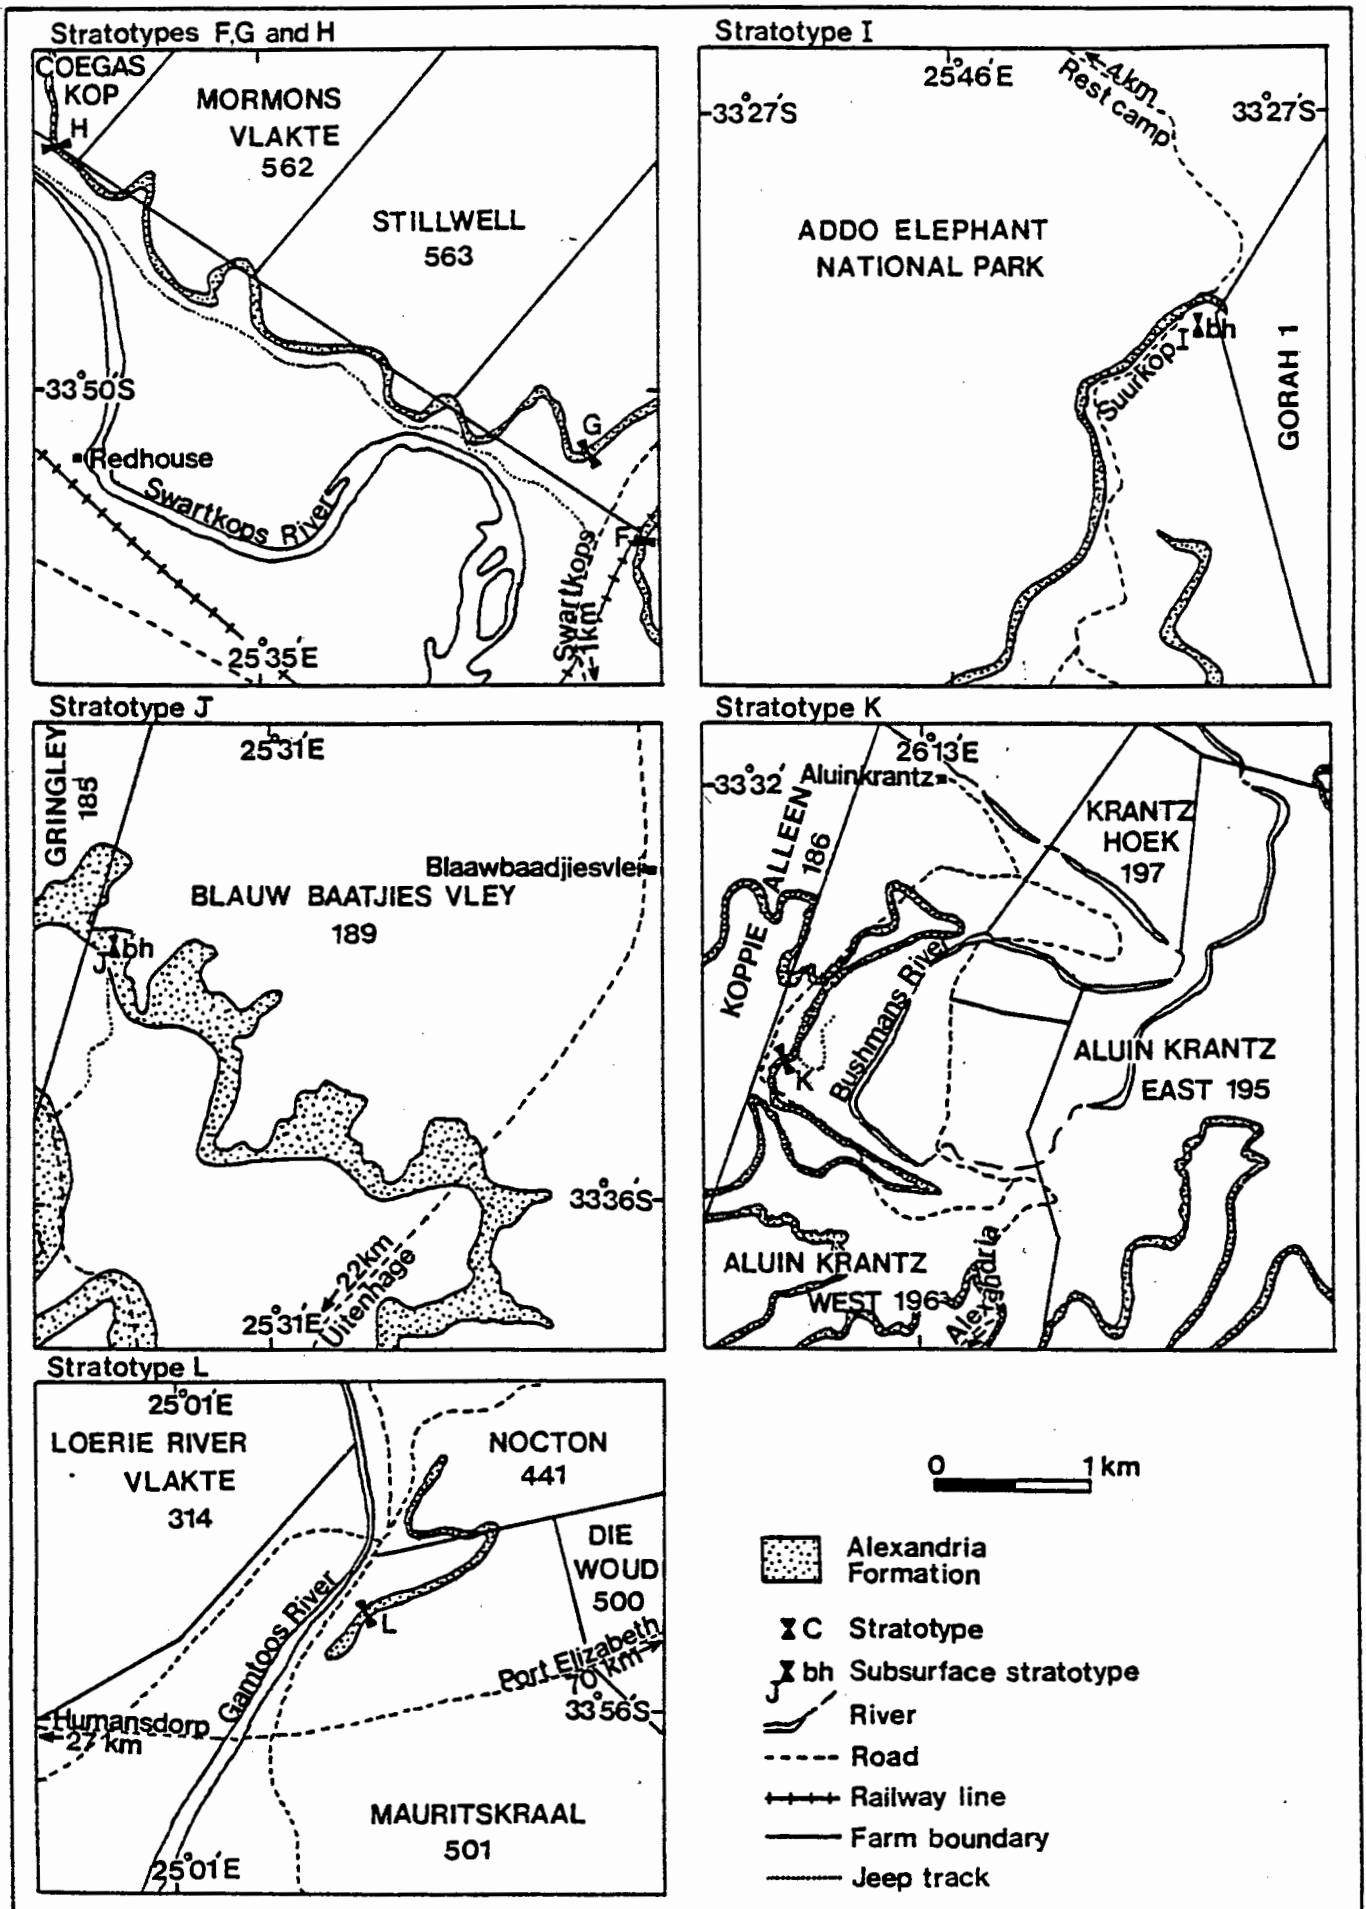 Stratotypes F,G and H
COEGAS
KOP
H
MORMONS
VLAKTE
562
STILLWELL
563
33°50'S
G
Redhouse
Swartkops River
F
Swartkops
1km
25°35'E
Stratotype I
25°46'E
4km
Rest camp
33°27'S
33°27'S
ADDO ELEPHANT
NATIONAL PARK
bh
I
Suurkop
GORAH 1
Stratotype J
GRINGLEY
185
25°31'E
Blaawbaadjiesvlei
BLAUW BAATJIES VLEY
189
bh
J
33°36'S
22km
Uitenhage
25°31'E
Stratotype K
26°13'E
33°32'
Aluinkrantz
KRANTZ
HOEK
197
KOPPIE ALLEEN
186
Bushmans River
K
ALUIN KRANTZ
EAST 195
ALUIN KRANTZ
WEST 196
Alexandria
Stratotype L
25°01'E
LOERIE RIVER
VLAKTE
314
NOCTON
441
DIE
WOUD
500
Gamtoos River
L
Port Elizabeth
70 km
33°56'S
Humansdorp
27 km
MAURITSKRAAL
501
25°01'E
0 1 km
Alexandria
Formation
C Stratotype
J bh Subsurface stratotype
River
Road
Railway line
Farm boundary
Jeep track